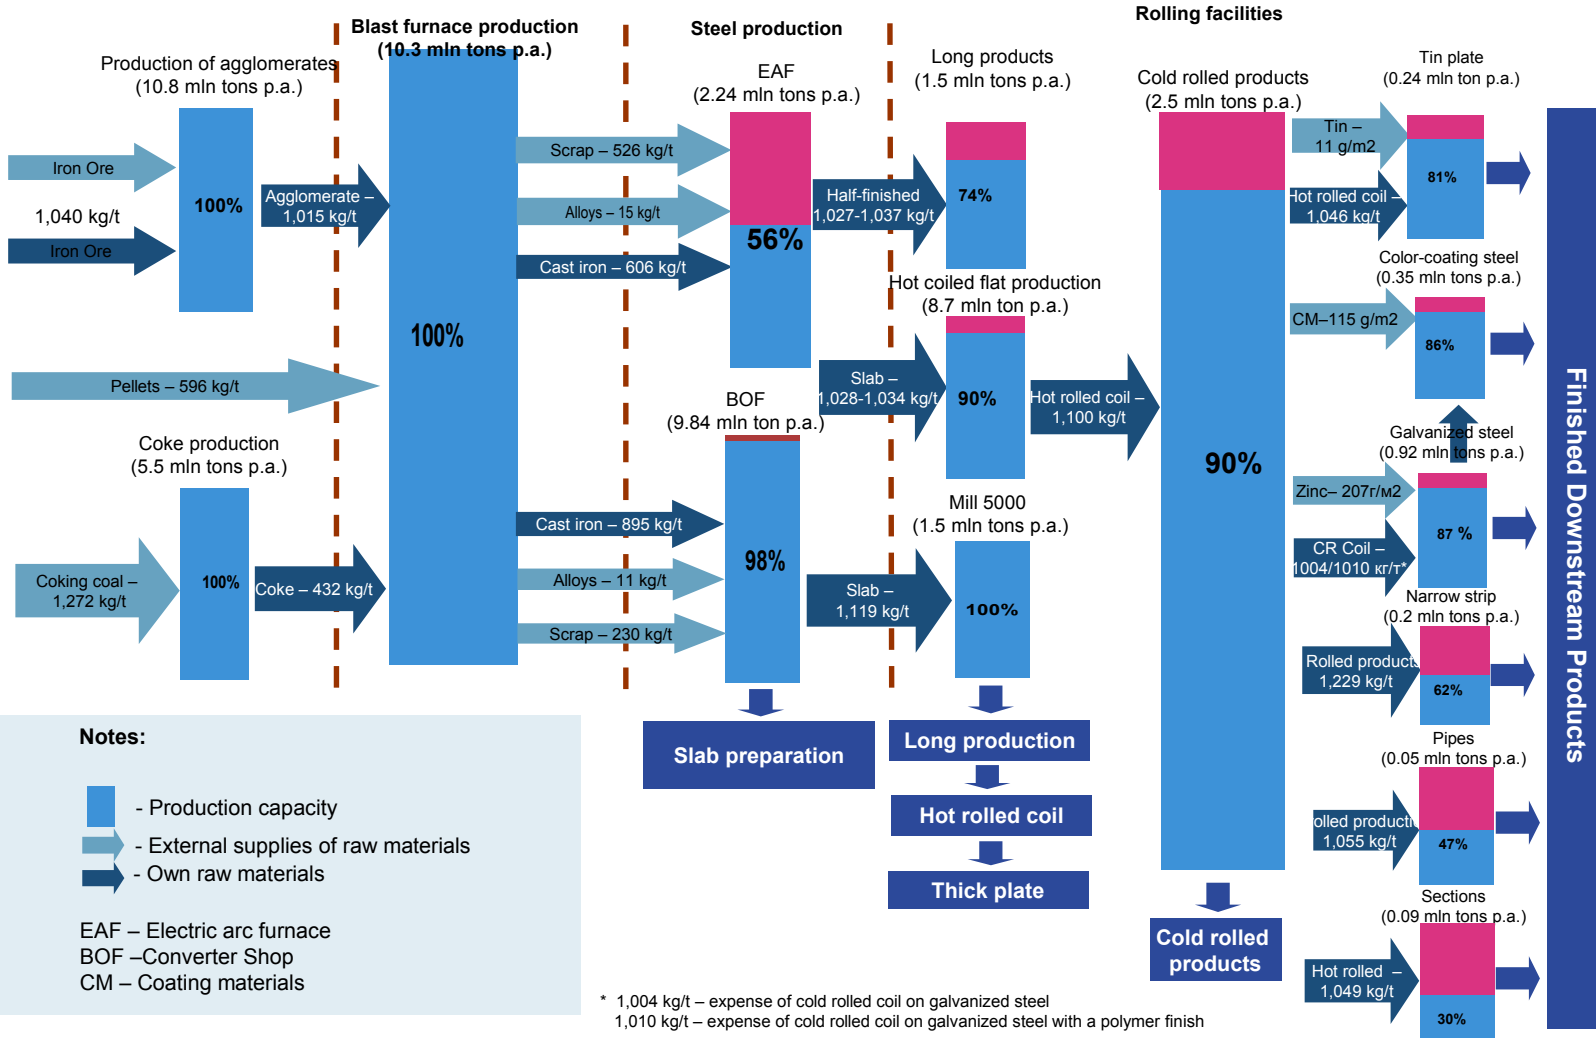 Rolling facilities
Blast furnace production
(10.3 mln tons p.a.)
Steel production
Production of agglomerates
(10.8 mln tons p.a.)
EAF
(2.24 mln tons p.a.)
Long products
(1.5 mln tons p.a.)
Cold rolled products
(2.5 mln tons p.a.)
Tin plate
(0.24 mln ton p.a.)
Iron Ore
1,040 kg/t
Iron Ore
100%
Agglomerate –
1,015 kg/t
100%
Scrap – 526 kg/t
Alloys – 15 kg/t
Cast iron – 606 kg/t
56%
Half-finished
1,027-1,037 kg/t
74%
Tin –
11 g/m2
Hot rolled coil –
1,046 kg/t
81%
Color-coating steel
(0.35 mln tons p.a.)
CM–115 g/m2
86%
Hot coiled flat production
(8.7 mln ton p.a.)
Pellets – 596 kg/t
Slab –
1,028-1,034 kg/t
90%
Hot rolled coil –
1,100 kg/t
90%
BOF
(9.84 mln ton p.a.)
Coke production
(5.5 mln tons p.a.)
Galvanized steel
(0.92 mln tons p.a.)
Zinc– 207г/м2
CR Coil –
1004/1010 кг/т*
87 %
Mill 5000
(1.5 mln tons p.a.)
Coking coal –
1,272 kg/t
100%
Coke – 432 kg/t
Cast iron – 895 kg/t
Alloys – 11 kg/t
Scrap – 230 kg/t
98%
Slab –
1,119 kg/t
100%
Narrow strip
(0.2 mln tons p.a.)
Rolled products
1,229 kg/t
62%
Pipes
(0.05 mln tons p.a.)
rolled production
1,055 kg/t
47%
Sections
(0.09 mln tons p.a.)
Hot rolled –
1,049 kg/t
30%
Finished Downstream Products
Slab preparation
Long production
Hot rolled coil
Thick plate
Cold rolled
products
Notes:
- Production capacity
- External supplies of raw materials
- Own raw materials
EAF – Electric arc furnace
BOF –Converter Shop
CM – Coating materials
* 1,004 kg/t – expense of cold rolled coil on galvanized steel
1,010 kg/t – expense of cold rolled coil on galvanized steel with a polymer finish